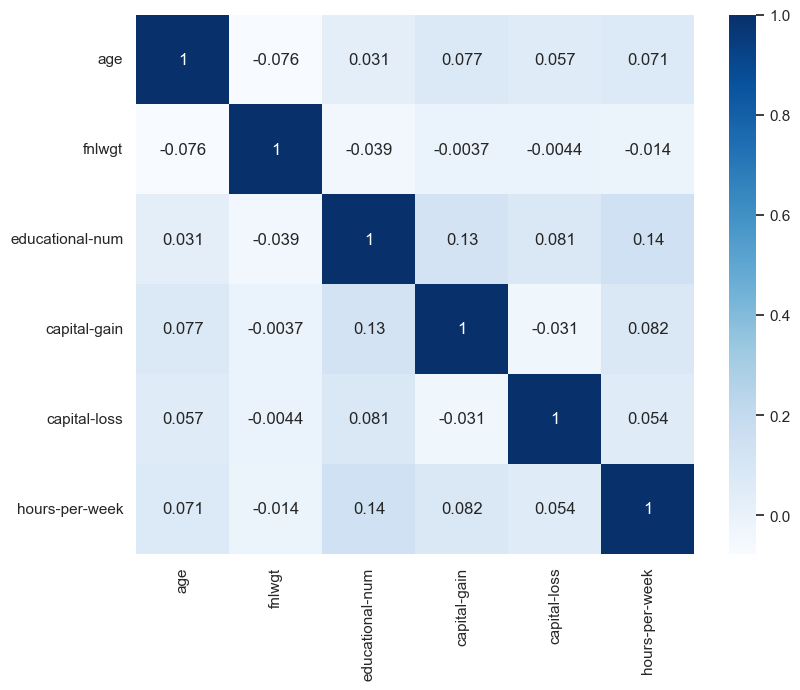 age 1 -0.076 0.031 0.077 0.057 0.071
fnlwgt -0.076 1 -0.039 -0.0037 -0.0044 -0.014
educational-num 0.031 -0.039 1 0.13 0.081 0.14
capital-gain 0.077 -0.0037 0.13 1 -0.031 0.082
capital-loss 0.057 -0.0044 0.081 -0.031 1 0.054
hours-per-week 0.071 -0.014 0.14 0.082 0.054 1
age fnlwgt educational-num capital-gain capital-loss hours-per-week
1.0
0.8
0.6
0.4
0.2
0.0